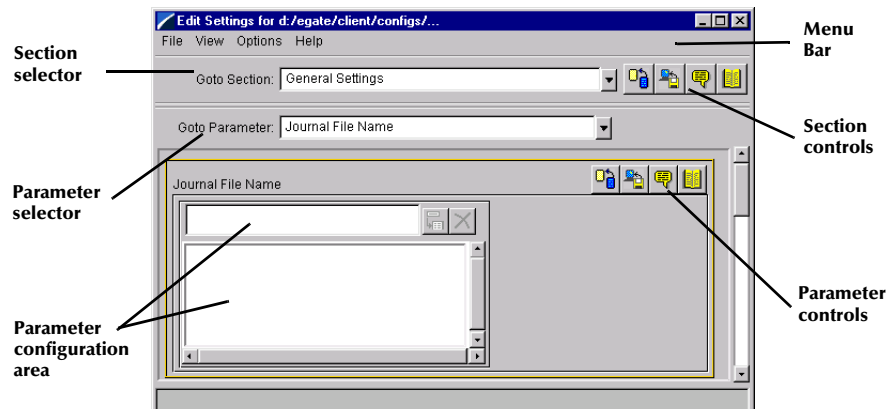 Edit Settings for d:/egate/client/configs/...
File View Options Help
Menu
Bar
Section
selector
Goto Section: General Settings
Goto Parameter: Journal File Name
Section
controls
Parameter
selector
Journal File Name
Parameter
controls
Parameter
configuration
area